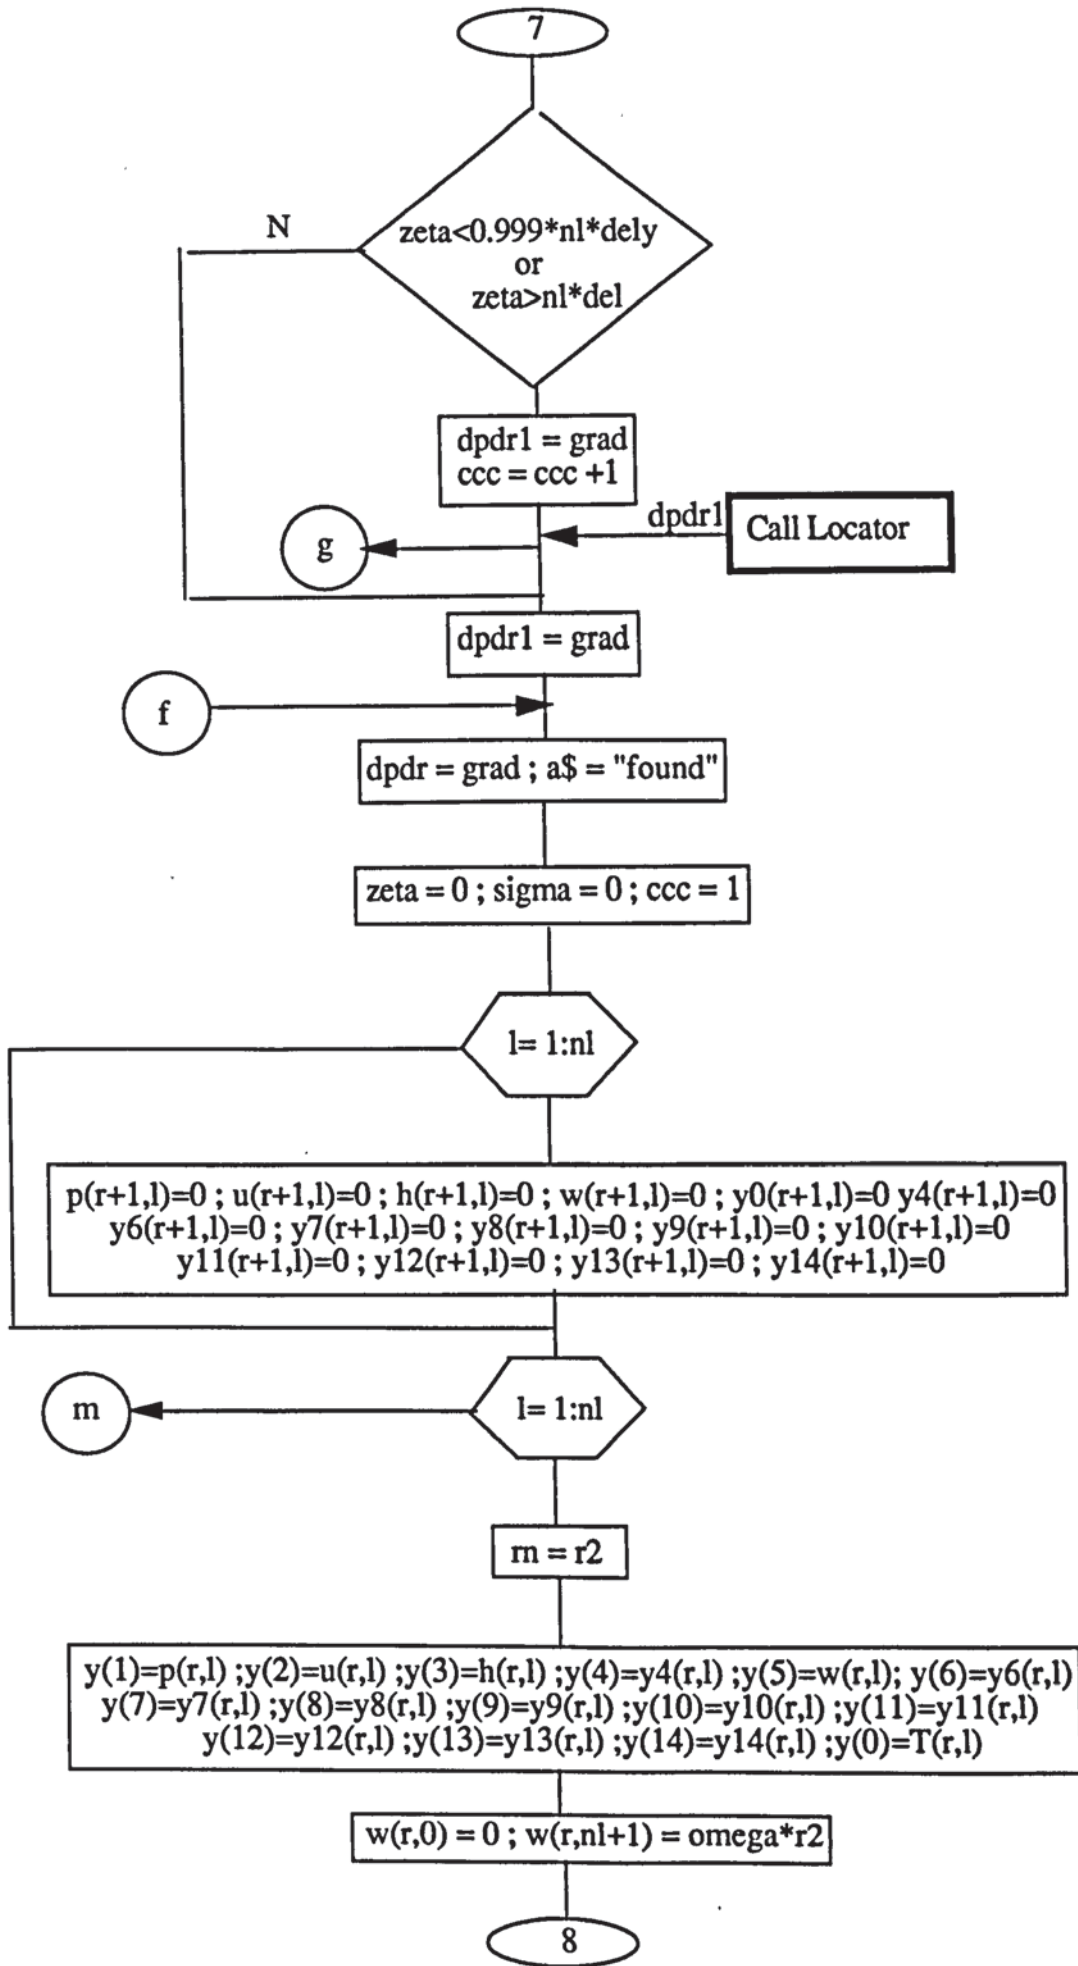 7
N
zeta<0.999*nl*dely
or
zeta>nl*del
dpdr1 = grad
ccc = ccc +1
dpdr1
Call Locator
g
dpdr1 = grad
f
dpdr = grad ; a$ = "found"
zeta = 0 ; sigma = 0 ; ccc = 1
l= 1:nl
p(r+1,l)=0 ; u(r+1,l)=0 ; h(r+1,l)=0 ; w(r+1,l)=0 ; y0(r+1,l)=0 y4(r+1,l)=0
y6(r+1,l)=0 ; y7(r+1,l)=0 ; y8(r+1,l)=0 ; y9(r+1,l)=0 ; y10(r+1,l)=0
y11(r+1,l)=0 ; y12(r+1,l)=0 ; y13(r+1,l)=0 ; y14(r+1,l)=0
m
l= 1:nl
rn = r2
y(1)=p(r,l) ;y(2)=u(r,l) ;y(3)=h(r,l) ;y(4)=y4(r,l) ;y(5)=w(r,l); y(6)=y6(r,l)
y(7)=y7(r,l) ;y(8)=y8(r,l) ;y(9)=y9(r,l) ;y(10)=y10(r,l) ;y(11)=y11(r,l)
y(12)=y12(r,l) ;y(13)=y13(r,l) ;y(14)=y14(r,l) ;y(0)=T(r,l)
w(r,0) = 0 ; w(r,nl+1) = omega*r2
8